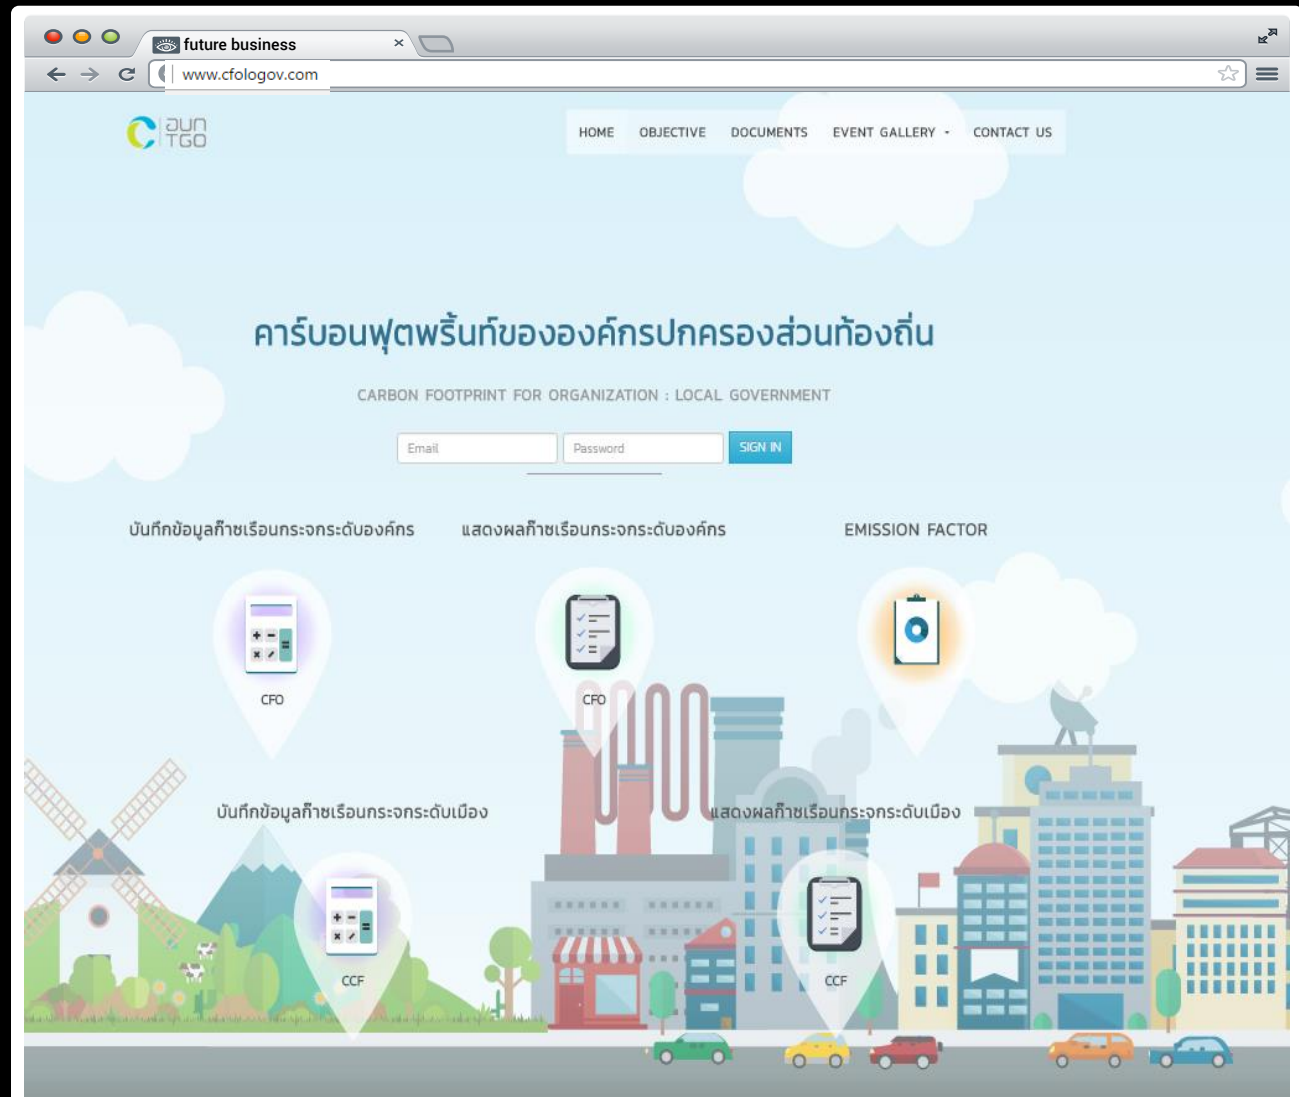 future business
www.cfologov.com
อบก
TGO
HOME OBJECTIVE DOCUMENTS EVENT GALLERY CONTACT US
คาร์บอนฟุตพริ้นท์ขององค์กรปกครองส่วนท้องถิ่น
CARBON FOOTPRINT FOR ORGANIZATION : LOCAL GOVERNMENT
Email Password SIGN IN
บันทึกข้อมูลก๊าซเรือนกระจกระดับองค์กร แสดงผลก๊าซเรือนกระจกระดับองค์กร EMISSION FACTOR
CFO CFO
บันทึกข้อมูลก๊าซเรือนกระจกระดับเมือง แสดงผลก๊าซเรือนกระจกระดับเมือง
CCF CCF